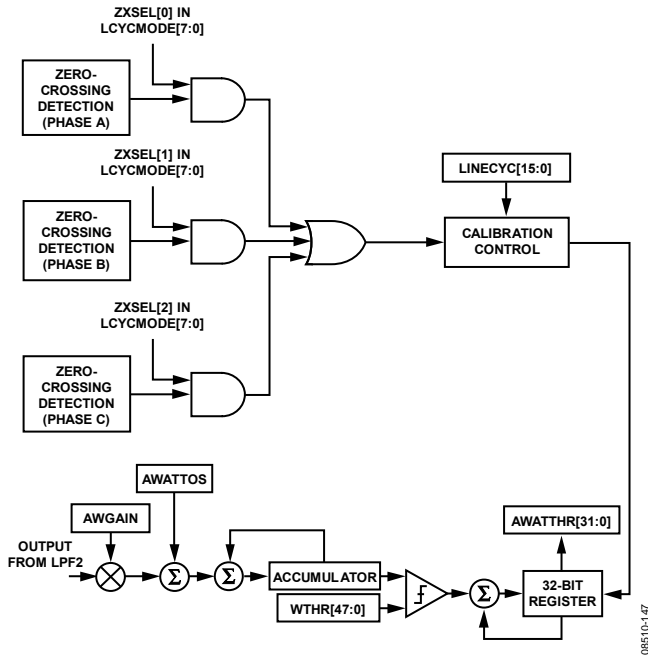 ZXSEL[0] IN
LCYCMODE[7:0]
ZERO-
CROSSING
DETECTION
(PHASE A)
ZXSEL[1] IN
LCYCMODE[7:0]
ZERO-
CROSSING
DETECTION
(PHASE B)
LINECYC[15:0]
CALIBRATION
CONTROL
ZXSEL[2] IN
LCYCMODE[7:0]
ZERO-
CROSSING
DETECTION
(PHASE C)
AWATTOS
AWGAIN
AWATTHR[31:0]
OUTPUT
FROM LPF2
Σ
Σ
ACCUMULATOR
WTHR[47:0]
Σ
32-BIT
REGISTER
08510-147